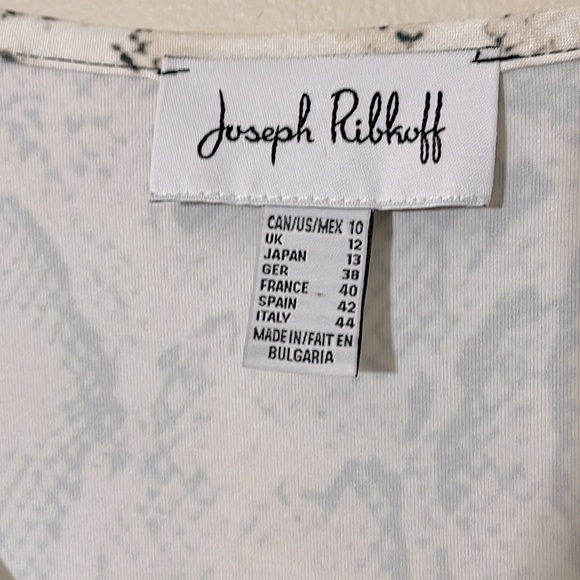 Joseph Ribkoff
CAN/US/MEX 10
UK 12
JAPAN 13
GER 38
FRANCE 40
SPAIN 42
ITALY 44
MADE IN/FAIT EN
BULGARIA